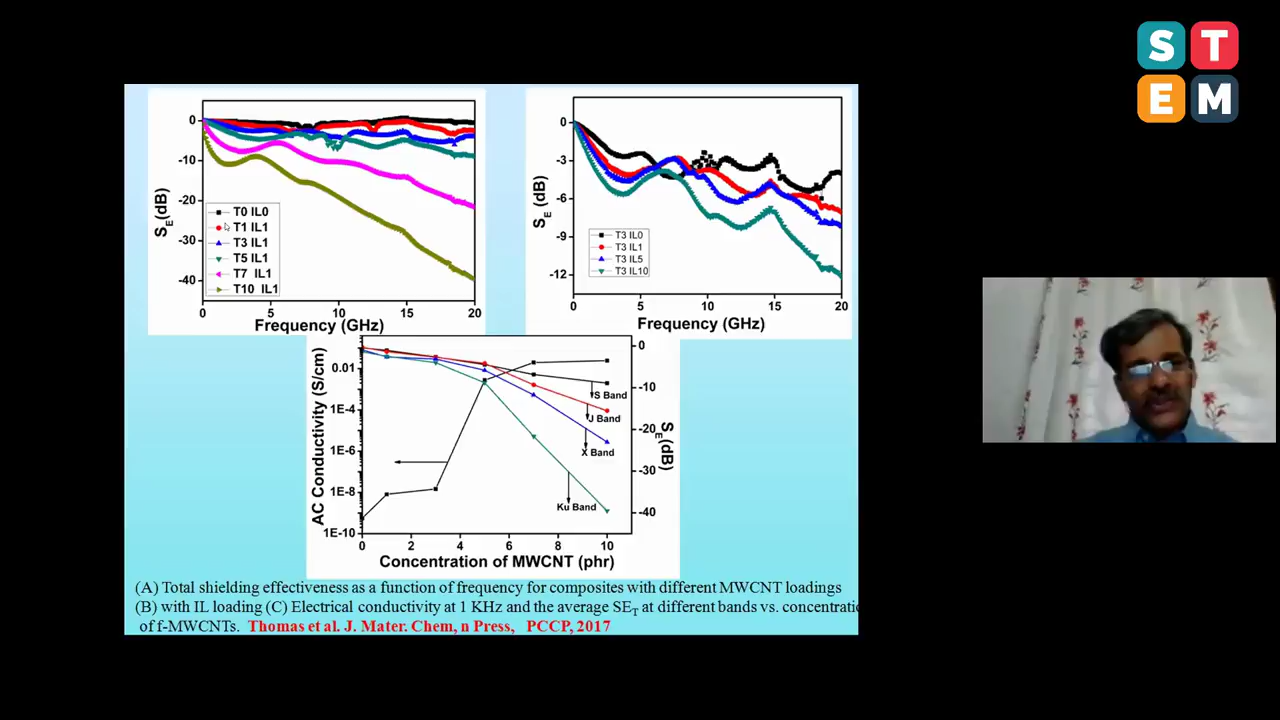 S T
E M
0
-10
-20
-30
-40
S_E(dB)
T0 IL0
T1 IL1
T3 IL1
T5 IL1
T7 IL1
T10 IL1
0 5 10 15 20
Frequency (GHz)
0
-3
-6
-9
-12
S_E (dB)
T3 IL0
T3 IL1
T3 IL5
T3 IL10
0 5 10 15 20
Frequency (GHz)
AC Conductivity (S/cm)
0.01
1E-4
1E-6
1E-8
1E-10
0
-10
-20
-30
-40
S_E(dB)
S Band
J Band
X Band
Ku Band
0 2 4 6 8 10
Concentration of MWCNT (phr)
(A) Total shielding effectiveness as a function of frequency for composites with different MWCNT loadings
(B) with IL loading (C) Electrical conductivity at 1 KHz and the average SE_T at different bands vs. concentratio
of f-MWCNTs. Thomas et al. J. Mater. Chem, n Press, PCCP, 2017